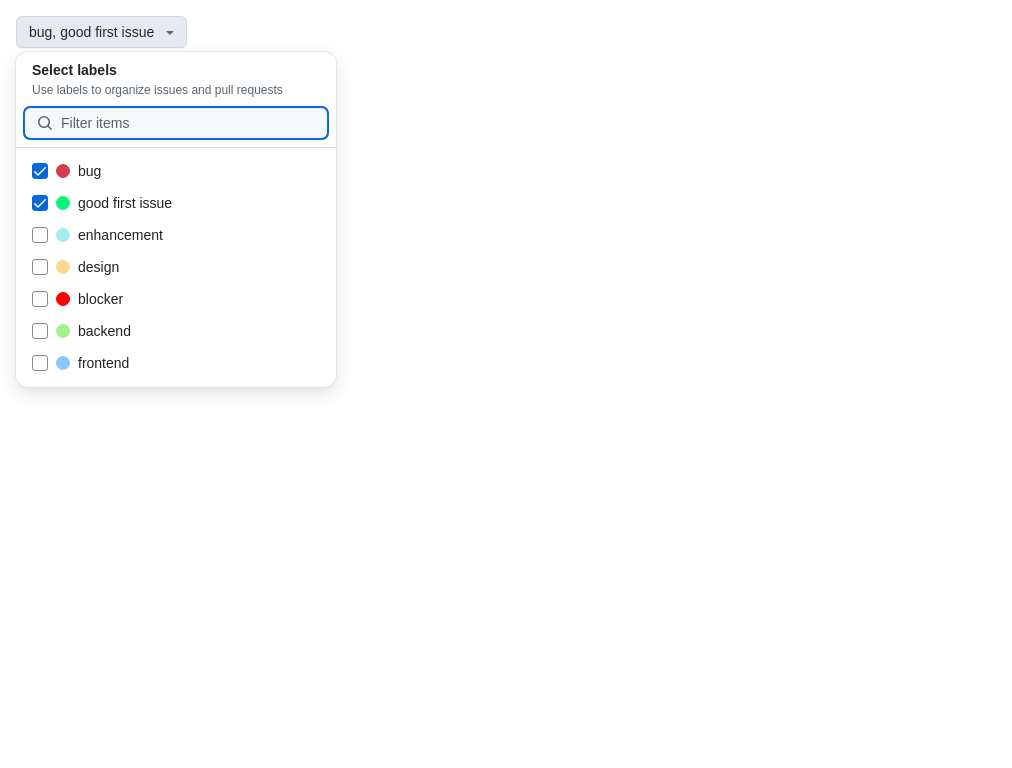 bug, good first issue
Select labels
Use labels to organize issues and pull requests
Filter items
bug
good first issue
enhancement
design
blocker
backend
frontend